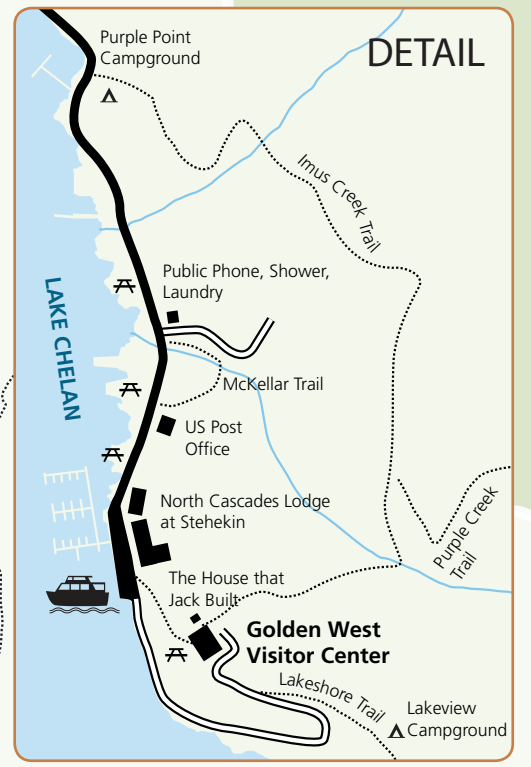 DETAIL
Purple Point
Campground
Imus Creek Trail
Public Phone, Shower,
Laundry
LAKE CHELAN
McKellar Trail
US Post
Office
North Cascades Lodge
at Stehekin
Purple Creek
Trail
The House that
Jack Built
Golden West
Visitor Center
Lakeshore Trail
Lakeview
Campground